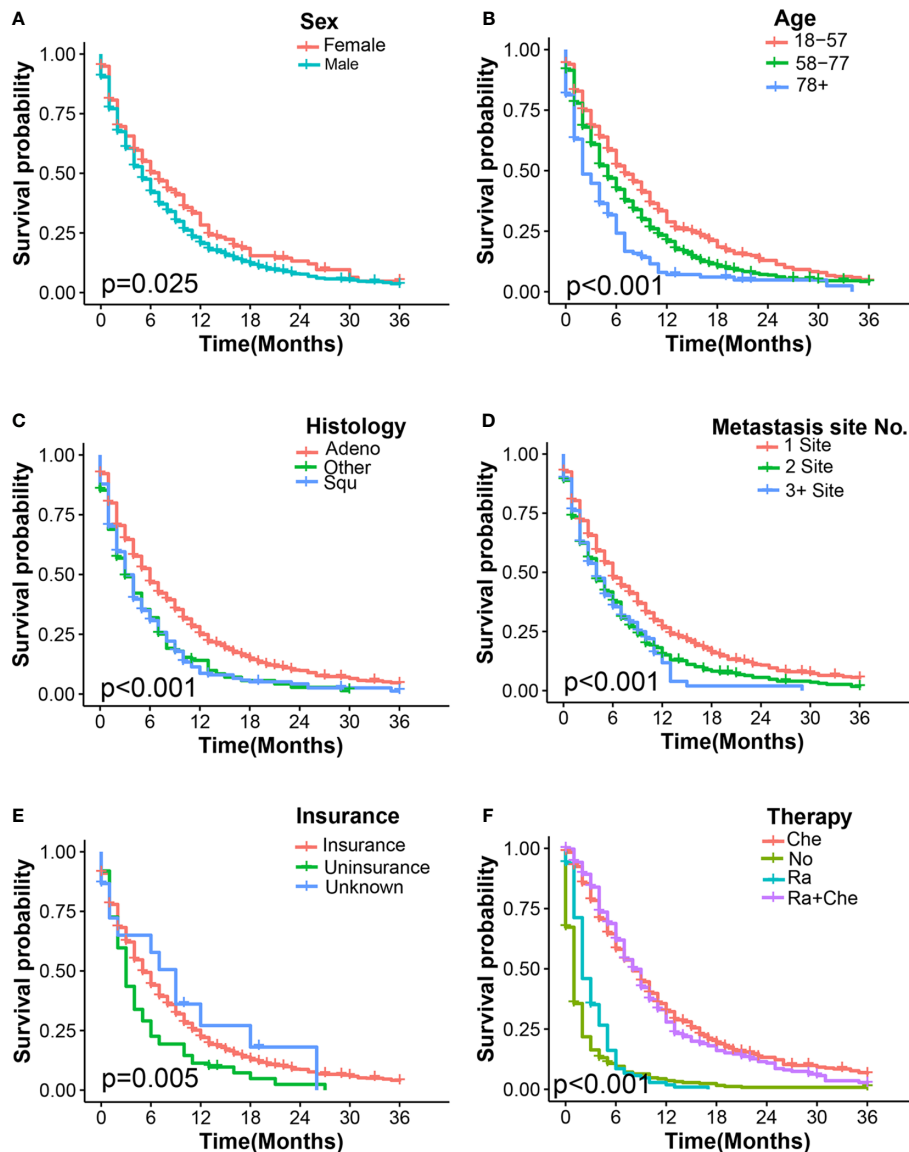 A
Sex
Female
Male
Survival probability
1.00
0.75
0.50
0.25
0.00
p=0.025
0 6 12 18 24 30 36
Time(Months)
B
Age
18−57
58−77
78+
Survival probability
1.00
0.75
0.50
0.25
0.00
p<0.001
0 6 12 18 24 30 36
Time(Months)
C
Histology
Adeno
Other
Squ
Survival probability
1.00
0.75
0.50
0.25
0.00
p<0.001
0 6 12 18 24 30 36
Time(Months)
D
Metastasis site No.
1 Site
2 Site
3+ Site
Survival probability
1.00
0.75
0.50
0.25
0.00
p<0.001
0 6 12 18 24 30 36
Time(Months)
E
Insurance
Insurance
Uninsurance
Unknown
Survival probability
1.00
0.75
0.50
0.25
0.00
p=0.005
0 6 12 18 24 30 36
Time(Months)
F
Therapy
Che
No
Ra
Ra+Che
Survival probability
1.00
0.75
0.50
0.25
0.00
p<0.001
0 6 12 18 24 30 36
Time(Months)